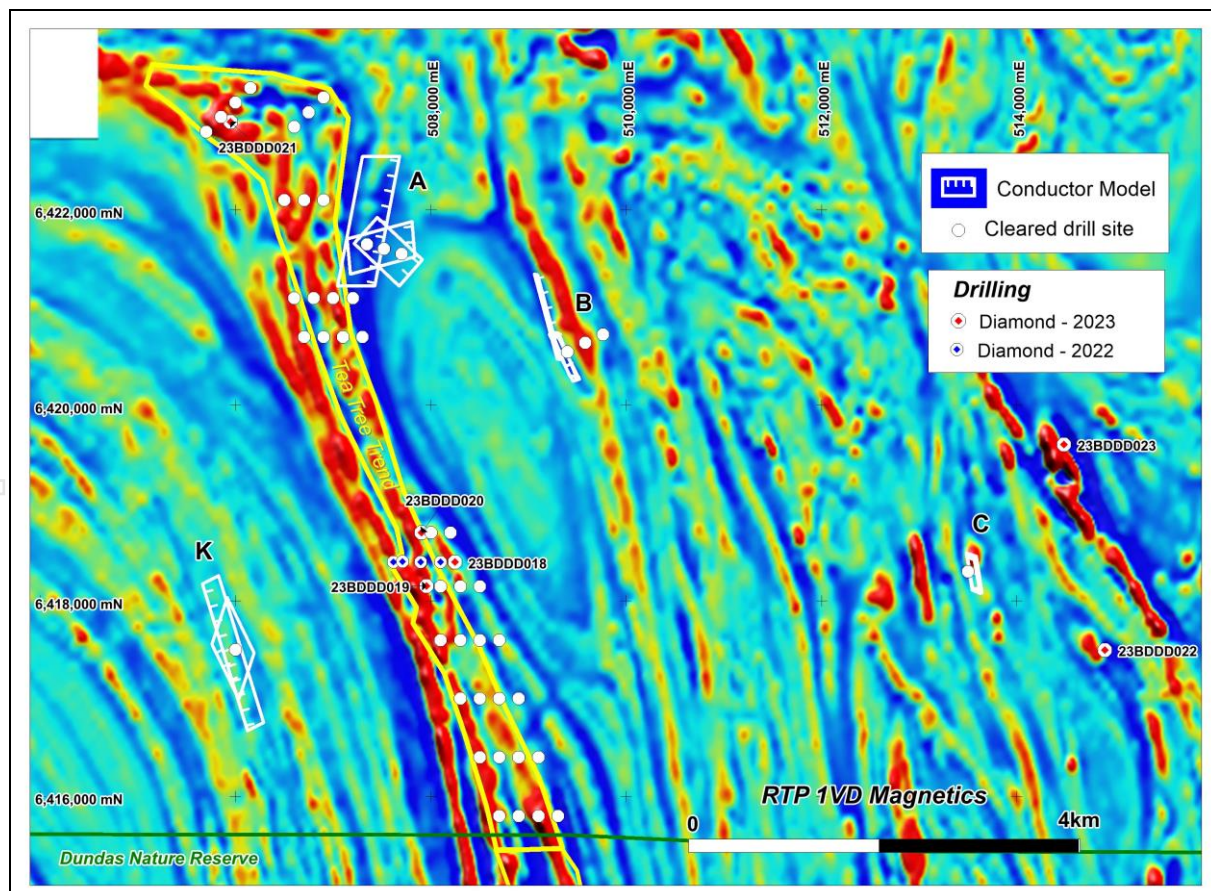 508,000 mE
510,000 mE
512,000 mE
514,000 mE
23BDDD021
A
6,422,000 mN
Conductor Model
Cleared drill site
Drilling
Diamond - 2023
Diamond - 2022
B
Tea Tree Trend
6,420,000 mN
23BDDD023
23BDDD020
C
K
23BDDD018
23BDDD019
6,418,000 mN
23BDDD022
6,416,000 mN
RTP 1VD Magnetics
0
4km
Dundas Nature Reserve